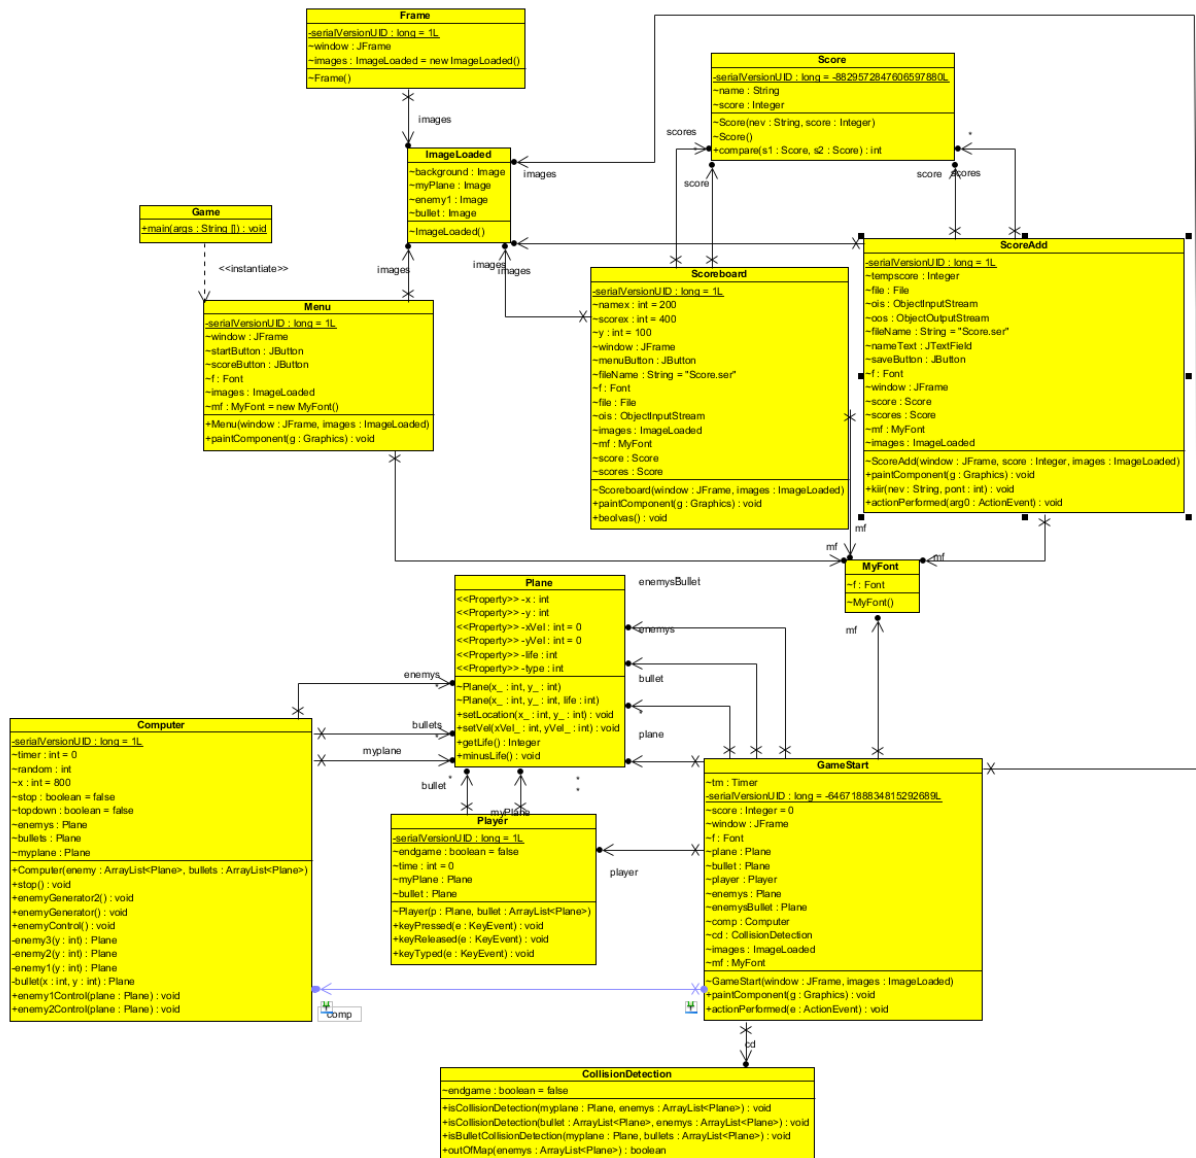 Frame
-serialVersionUID : long = 1L
~window : JFrame
~images : ImageLoaded = new ImageLoaded()
~Frame()
images
Score
-serialVersionUID : long = -8829572847606597880L
~name : String
~score : Integer
~Score(nev : String, score : Integer)
~Score()
+compare(s1 : Score, s2 : Score) : int
scores
*
score
score
scores
ImageLoaded
~background : Image
~myPlane : Image
~enemy1 : Image
~bullet : Image
~ImageLoaded()
images
images
images
images
Game
+main(args : String []) : void
<<instantiate>>
Menu
-serialVersionUID : long = 1L
~window : JFrame
~startButton : JButton
~scoreButton : JButton
~f : Font
~images : ImageLoaded
~mf : MyFont = new MyFont()
+Menu(window : JFrame, images : ImageLoaded)
+paintComponent(g : Graphics) : void
Scoreboard
-serialVersionUID : long = 1L
~namex : int = 200
~scorex : int = 400
~y : int = 100
~window : JFrame
~menuButton : JButton
~fileName : String = "Score.ser"
~f : Font
~file : File
~ois : ObjectInputStream
~images : ImageLoaded
~mf : MyFont
~score : Score
~scores : Score
~Scoreboard(window : JFrame, images : ImageLoaded)
+paintComponent(g : Graphics) : void
+beolvas() : void
ScoreAdd
-serialVersionUID : long = 1L
~tempscore : Integer
~file : File
~ois : ObjectInputStream
~oos : ObjectOutputStream
~fileName : String = "Score.ser"
~nameText : JTextField
~saveButton : JButton
~f : Font
~window : JFrame
~score : Score
~scores : Score
~mf : MyFont
~images : ImageLoaded
~ScoreAdd(window : JFrame, score : Integer, images : ImageLoaded)
+paintComponent(g : Graphics) : void
+kiir(nev : String, pont : int) : void
+actionPerformed(arg0 : ActionEvent) : void
mf
mf
mf
MyFont
~f : Font
~MyFont()
mf
Plane
<<Property>> -x : int
<<Property>> -y : int
<<Property>> -xVel : int = 0
<<Property>> -yVel : int = 0
<<Property>> -life : int
<<Property>> -type : int
~Plane(x_ : int, y_ : int)
~Plane(x_ : int, y_ : int, life : int)
+setLocation(x_ : int, y_ : int) : void
+setVel(xVel_ : int, yVel_ : int) : void
+getLife() : Integer
+minusLife() : void
enemysBullet
enemys
bullet
*
plane
*
*
enemys
*
bullets
*
myplane
bullet
*
myPlane
Computer
-serialVersionUID : long = 1L
~timer : int = 0
~random : int
~x : int = 800
~stop : boolean = false
~topdown : boolean = false
~enemys : Plane
~bullets : Plane
~myplane : Plane
+Computer(enemy : ArrayList<Plane>, bullets : ArrayList<Plane>)
+stop() : void
+enemyGenerator2() : void
+enemyGenerator() : void
+enemyControl() : void
-enemy3(y : int) : Plane
-enemy2(y : int) : Plane
-enemy1(y : int) : Plane
-bullet(x : int, y : int) : Plane
+enemy1Control(plane : Plane) : void
+enemy2Control(plane : Plane) : void
comp
Player
-serialVersionUID : long = 1L
~endgame : boolean = false
~time : int = 0
~myPlane : Plane
~bullet : Plane
~Player(p : Plane, bullet : ArrayList<Plane>)
+keyPressed(e : KeyEvent) : void
+keyReleased(e : KeyEvent) : void
+keyTyped(e : KeyEvent) : void
player
GameStart
~tm : Timer
-serialVersionUID : long = -6467188834815292689L
~score : Integer = 0
~window : JFrame
~f : Font
~plane : Plane
~bullet : Plane
~player : Player
~enemys : Plane
~enemysBullet : Plane
~comp : Computer
~cd : CollisionDetection
~images : ImageLoaded
~mf : MyFont
~GameStart(window : JFrame, images : ImageLoaded)
+paintComponent(g : Graphics) : void
+actionPerformed(e : ActionEvent) : void
cd
CollisionDetection
~endgame : boolean = false
+isCollisionDetection(myplane : Plane, enemys : ArrayList<Plane>) : void
+isCollisionDetection(bullet : ArrayList<Plane>, enemys : ArrayList<Plane>) : void
+isBulletCollisionDetection(myplane : Plane, bullets : ArrayList<Plane>) : void
+outOfMap(enemys : ArrayList<Plane>) : boolean